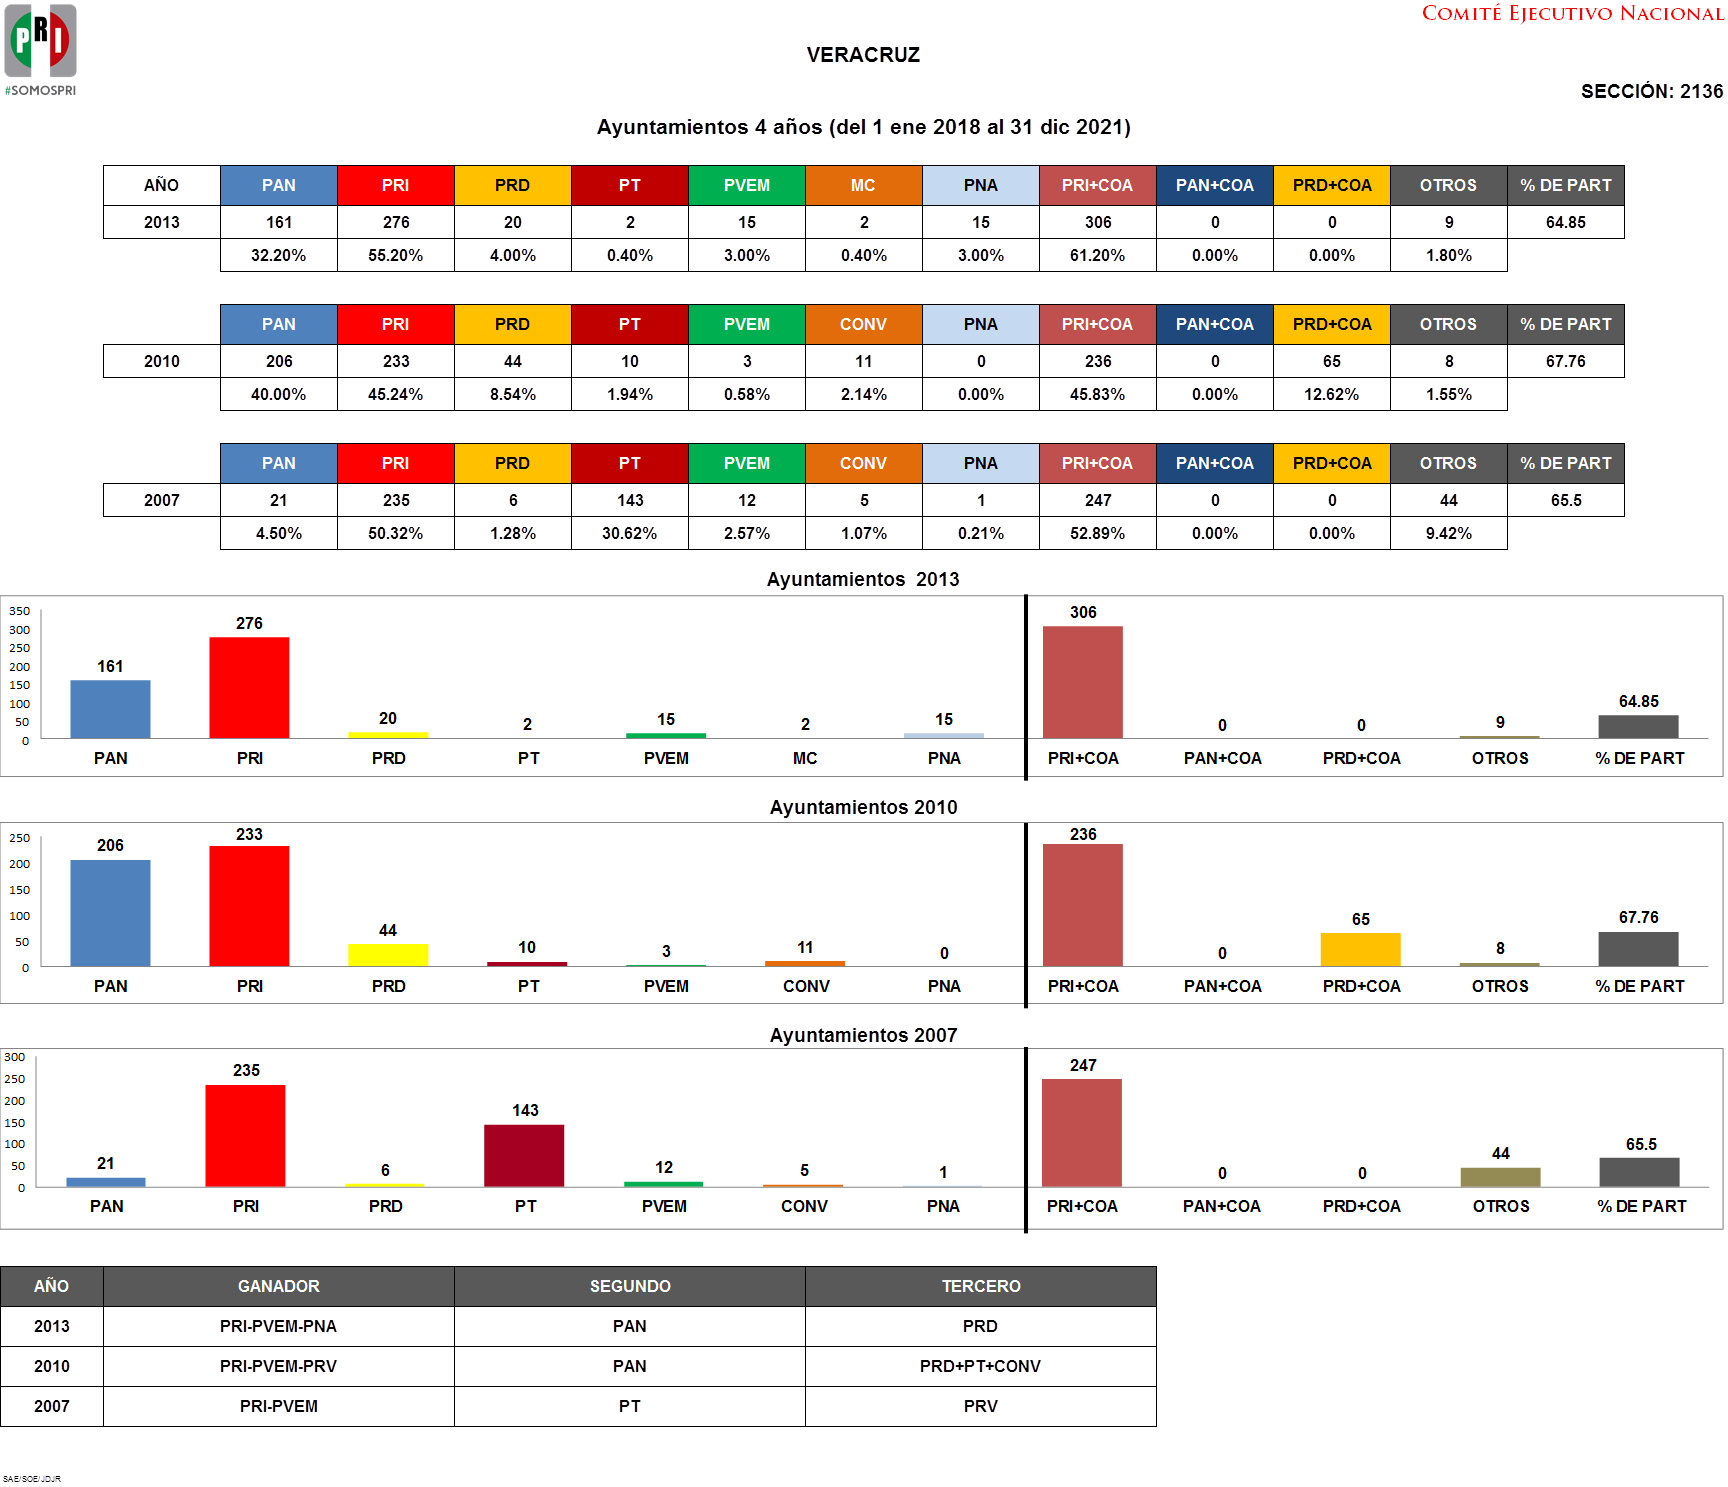 PRI
#SOMOSPRI
COMITÉ EJECUTIVO NACIONAL
VERACRUZ
SECCIÓN: 2136
Ayuntamientos 4 años (del 1 ene 2018 al 31 dic 2021)
AÑO PAN PRI PRD PT PVEM MC PNA PRI+COA PAN+COA PRD+COA OTROS % DE PART
2013 161 276 20 2 15 2 15 306 0 0 9 64.85
32.20% 55.20% 4.00% 0.40% 3.00% 0.40% 3.00% 61.20% 0.00% 0.00% 1.80%
PAN PRI PRD PT PVEM CONV PNA PRI+COA PAN+COA PRD+COA OTROS % DE PART
2010 206 233 44 10 3 11 0 236 0 65 8 67.76
40.00% 45.24% 8.54% 1.94% 0.58% 2.14% 0.00% 45.83% 0.00% 12.62% 1.55%
PAN PRI PRD PT PVEM CONV PNA PRI+COA PAN+COA PRD+COA OTROS % DE PART
2007 21 235 6 143 12 5 1 247 0 0 44 65.5
4.50% 50.32% 1.28% 30.62% 2.57% 1.07% 0.21% 52.89% 0.00% 0.00% 9.42%
Ayuntamientos 2013
350
300
250
200
150
100
50
0
161 276 20 2 15 2 15 306 0 0 9 64.85
PAN PRI PRD PT PVEM MC PNA PRI+COA PAN+COA PRD+COA OTROS % DE PART
Ayuntamientos 2010
250
200
150
100
50
0
206 233 44 10 3 11 0 236 0 65 8 67.76
PAN PRI PRD PT PVEM CONV PNA PRI+COA PAN+COA PRD+COA OTROS % DE PART
Ayuntamientos 2007
300
250
200
150
100
50
0
21 235 6 143 12 5 1 247 0 0 44 65.5
PAN PRI PRD PT PVEM CONV PNA PRI+COA PAN+COA PRD+COA OTROS % DE PART
AÑO GANADOR SEGUNDO TERCERO
2013 PRI-PVEM-PNA PAN PRD
2010 PRI-PVEM-PRV PAN PRD+PT+CONV
2007 PRI-PVEM PT PRV
SAE/SOE/JDJR